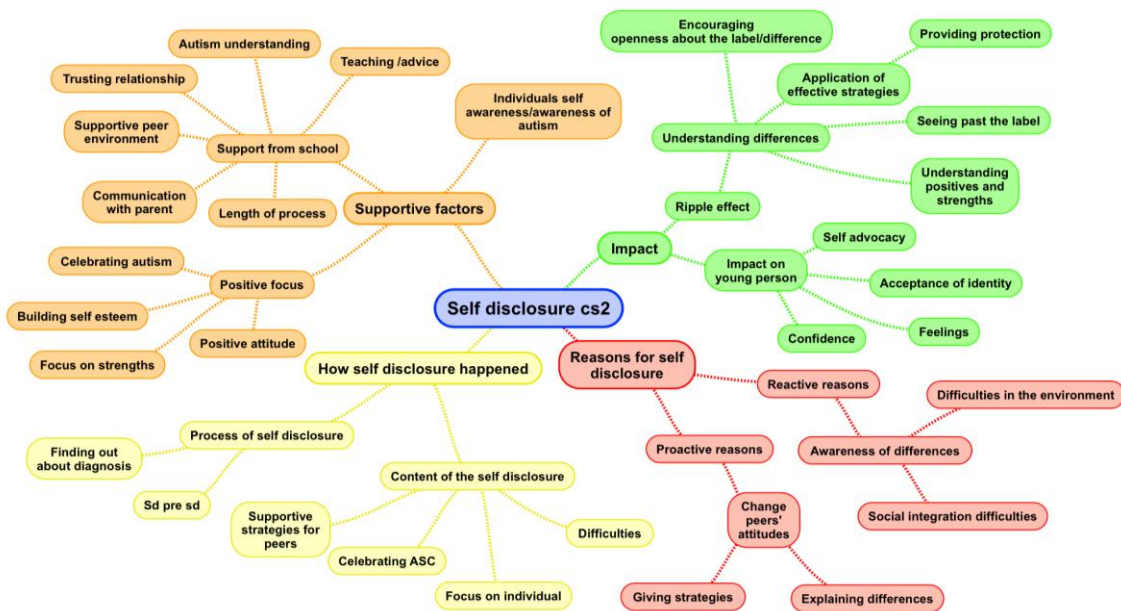 Autism understanding
Teaching /advice
Trusting relationship
Supportive peer
environment
Support from school
Communication
with parent
Length of process
Individuals self
awareness/awareness of
autism
Supportive factors
Celebrating autism
Positive focus
Building self esteem
Positive attitude
Focus on strengths
Encouraging
openness about the label/difference
Providing protection
Application of
effective strategies
Understanding differences
Seeing past the label
Understanding
positives and
strengths
Ripple effect
Impact
Impact on
young person
Self advocacy
Acceptance of identity
Feelings
Confidence
Self disclosure cs2
How self disclosure happened
Process of self disclosure
Finding out
about diagnosis
Sd pre sd
Content of the self disclosure
Supportive
strategies for
peers
Celebrating ASC
Focus on individual
Difficulties
Reasons for self
disclosure
Reactive reasons
Difficulties in the environment
Awareness of differences
Social integration difficulties
Proactive reasons
Change
peers'
attitudes
Giving strategies
Explaining differences